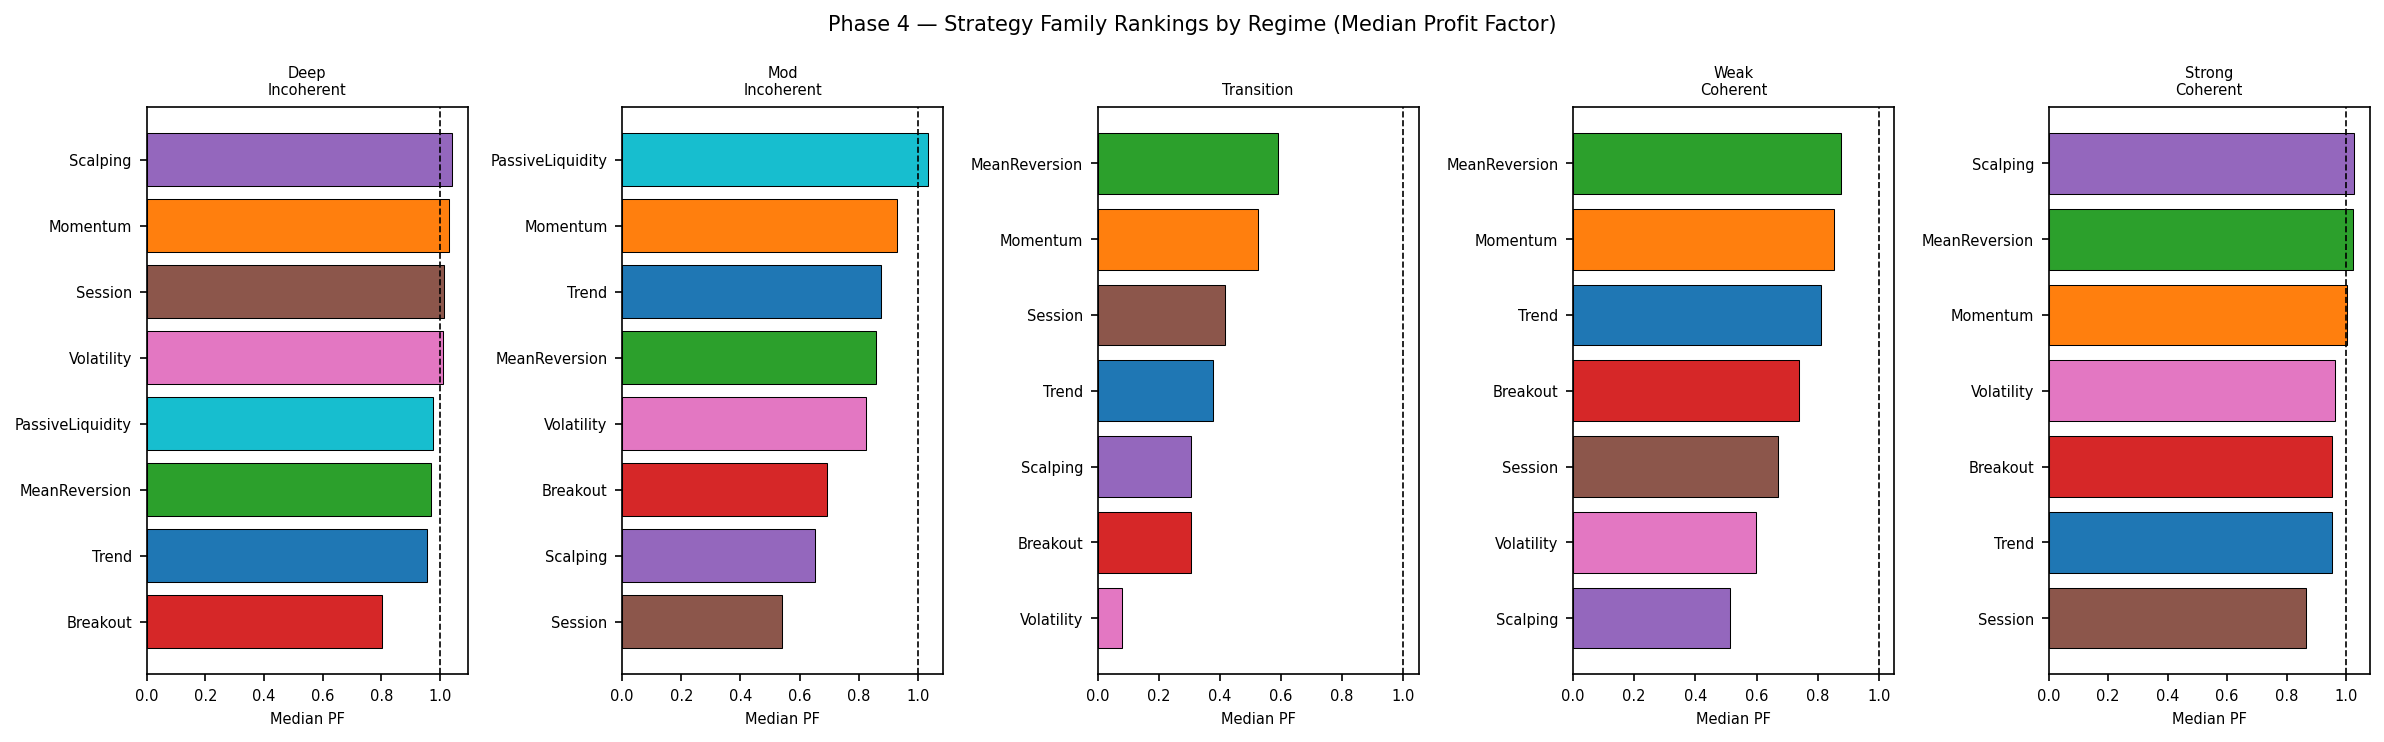 Phase 4 — Strategy Family Rankings by Regime (Median Profit Factor)
Deep
Incoherent
Scalping
Momentum
Session
Volatility
PassiveLiquidity
MeanReversion
Trend
Breakout
0.0 0.2 0.4 0.6 0.8 1.0
Median PF
Mod
Incoherent
PassiveLiquidity
Momentum
Trend
MeanReversion
Volatility
Breakout
Scalping
Session
0.0 0.2 0.4 0.6 0.8 1.0
Median PF
Transition
MeanReversion
Momentum
Session
Trend
Scalping
Breakout
Volatility
0.0 0.2 0.4 0.6 0.8 1.0
Median PF
Weak
Coherent
MeanReversion
Momentum
Trend
Breakout
Session
Volatility
Scalping
0.0 0.2 0.4 0.6 0.8 1.0
Median PF
Strong
Coherent
Scalping
MeanReversion
Momentum
Volatility
Breakout
Trend
Session
0.0 0.2 0.4 0.6 0.8 1.0
Median PF